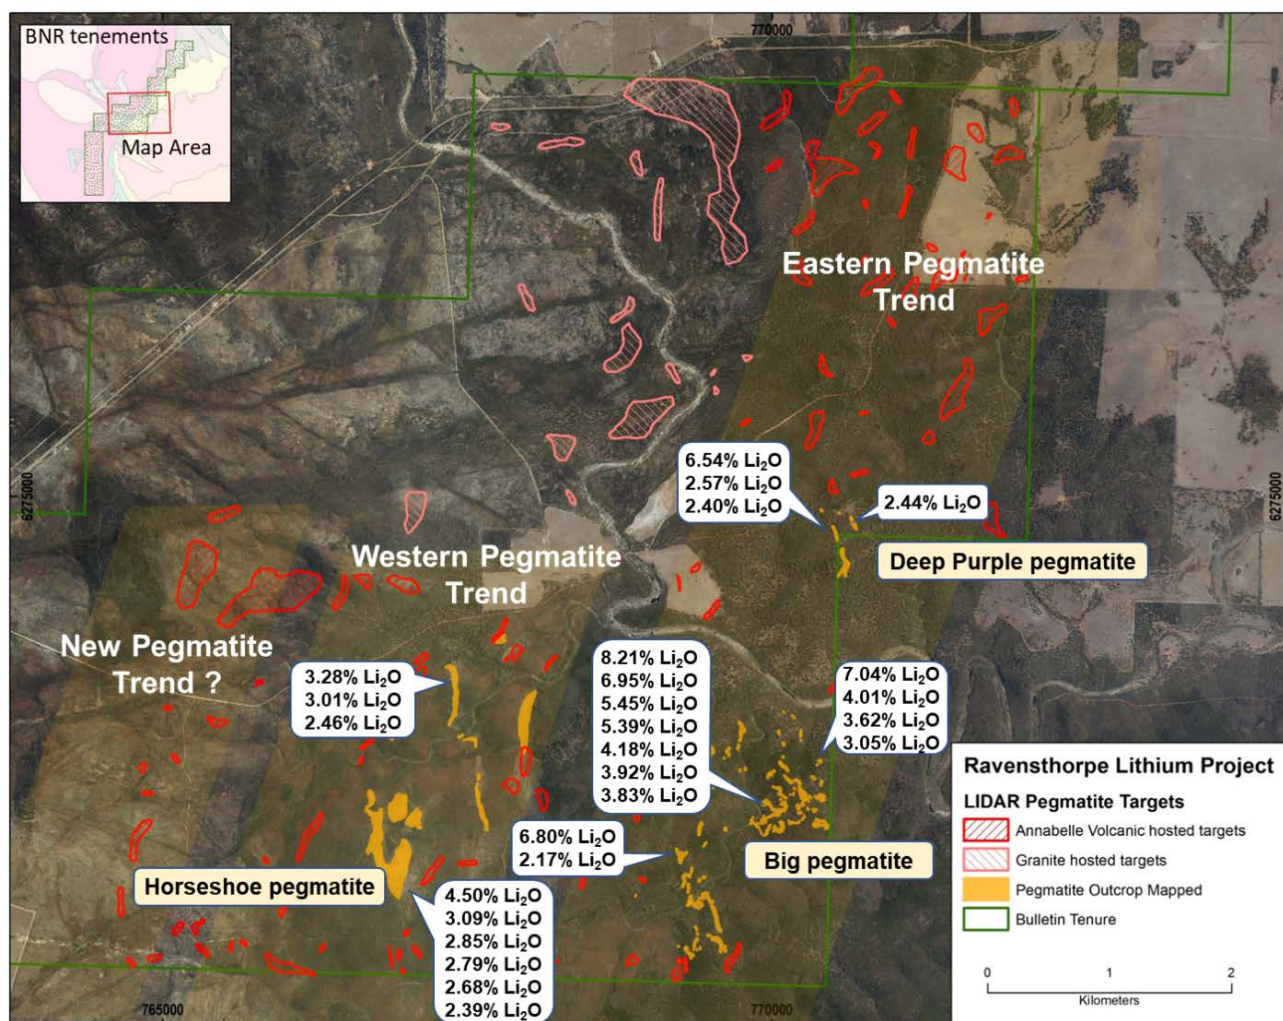 BNR tenements
Map Area
770000
Eastern Pegmatite
Trend
6275000
6275000
6.54% Li₂O
2.57% Li₂O
2.40% Li₂O
2.44% Li₂O
Deep Purple pegmatite
Western Pegmatite
Trend
New Pegmatite
Trend ?
3.28% Li₂O
3.01% Li₂O
2.46% Li₂O
8.21% Li₂O
6.95% Li₂O
5.45% Li₂O
5.39% Li₂O
4.18% Li₂O
3.92% Li₂O
3.83% Li₂O
7.04% Li₂O
4.01% Li₂O
3.62% Li₂O
3.05% Li₂O
6.80% Li₂O
2.17% Li₂O
Big pegmatite
Horseshoe pegmatite
4.50% Li₂O
3.09% Li₂O
2.85% Li₂O
2.79% Li₂O
2.68% Li₂O
2.39% Li₂O
765000
770000
Ravensthorpe Lithium Project
LIDAR Pegmatite Targets
Annabelle Volcanic hosted targets
Granite hosted targets
Pegmatite Outcrop Mapped
Bulletin Tenure
0 1 2
Kilometers